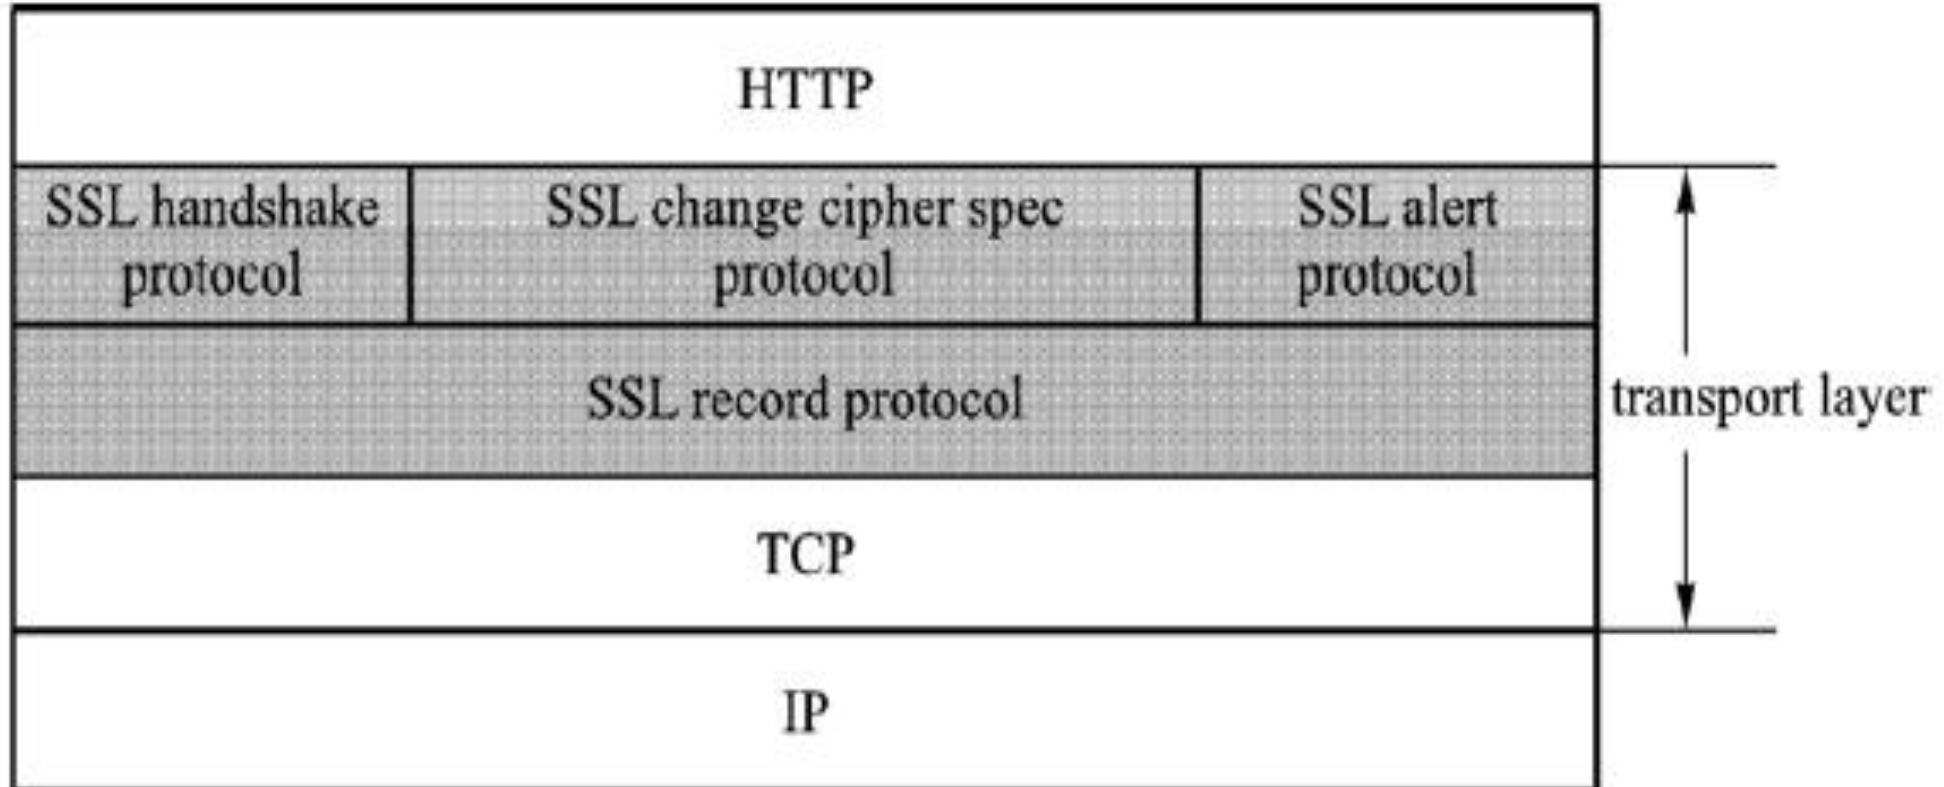 HTTP
SSL handshake
protocol
SSL change cipher spec
protocol
SSL alert
protocol
SSL record protocol
transport layer
TCP
IP